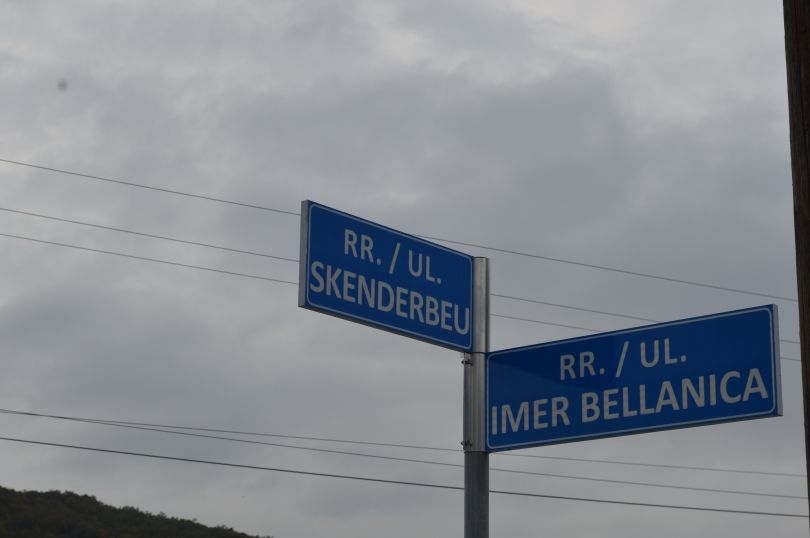 RR. / UL.
SKENDERBEU
RR. / UL.
IMER BELLANICA